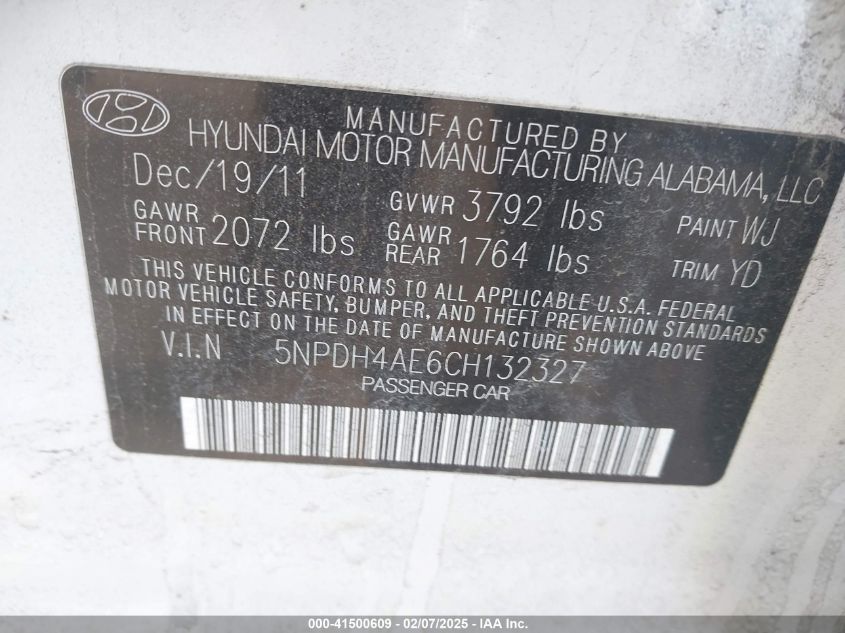 MANUFACTURED BY
HYUNDAI MOTOR MANUFACTURING ALABAMA, LLC
Dec/19/11
GVWR 3792 lbs
PAINT WJ
GAWR FRONT 2072 lbs
GAWR REAR 1764 lbs
TRIM YD
THIS VEHICLE CONFORMS TO ALL APPLICABLE U.S.A. FEDERAL
MOTOR VEHICLE SAFETY, BUMPER, AND THEFT PREVENTION STANDARDS
IN EFFECT ON THE DATE OF MANUFACTURE SHOWN ABOVE.
V.I.N 5NPDH4AE6CH132327
PASSENGER CAR
000-41500609 - 02/07/2025 - IAA Inc.